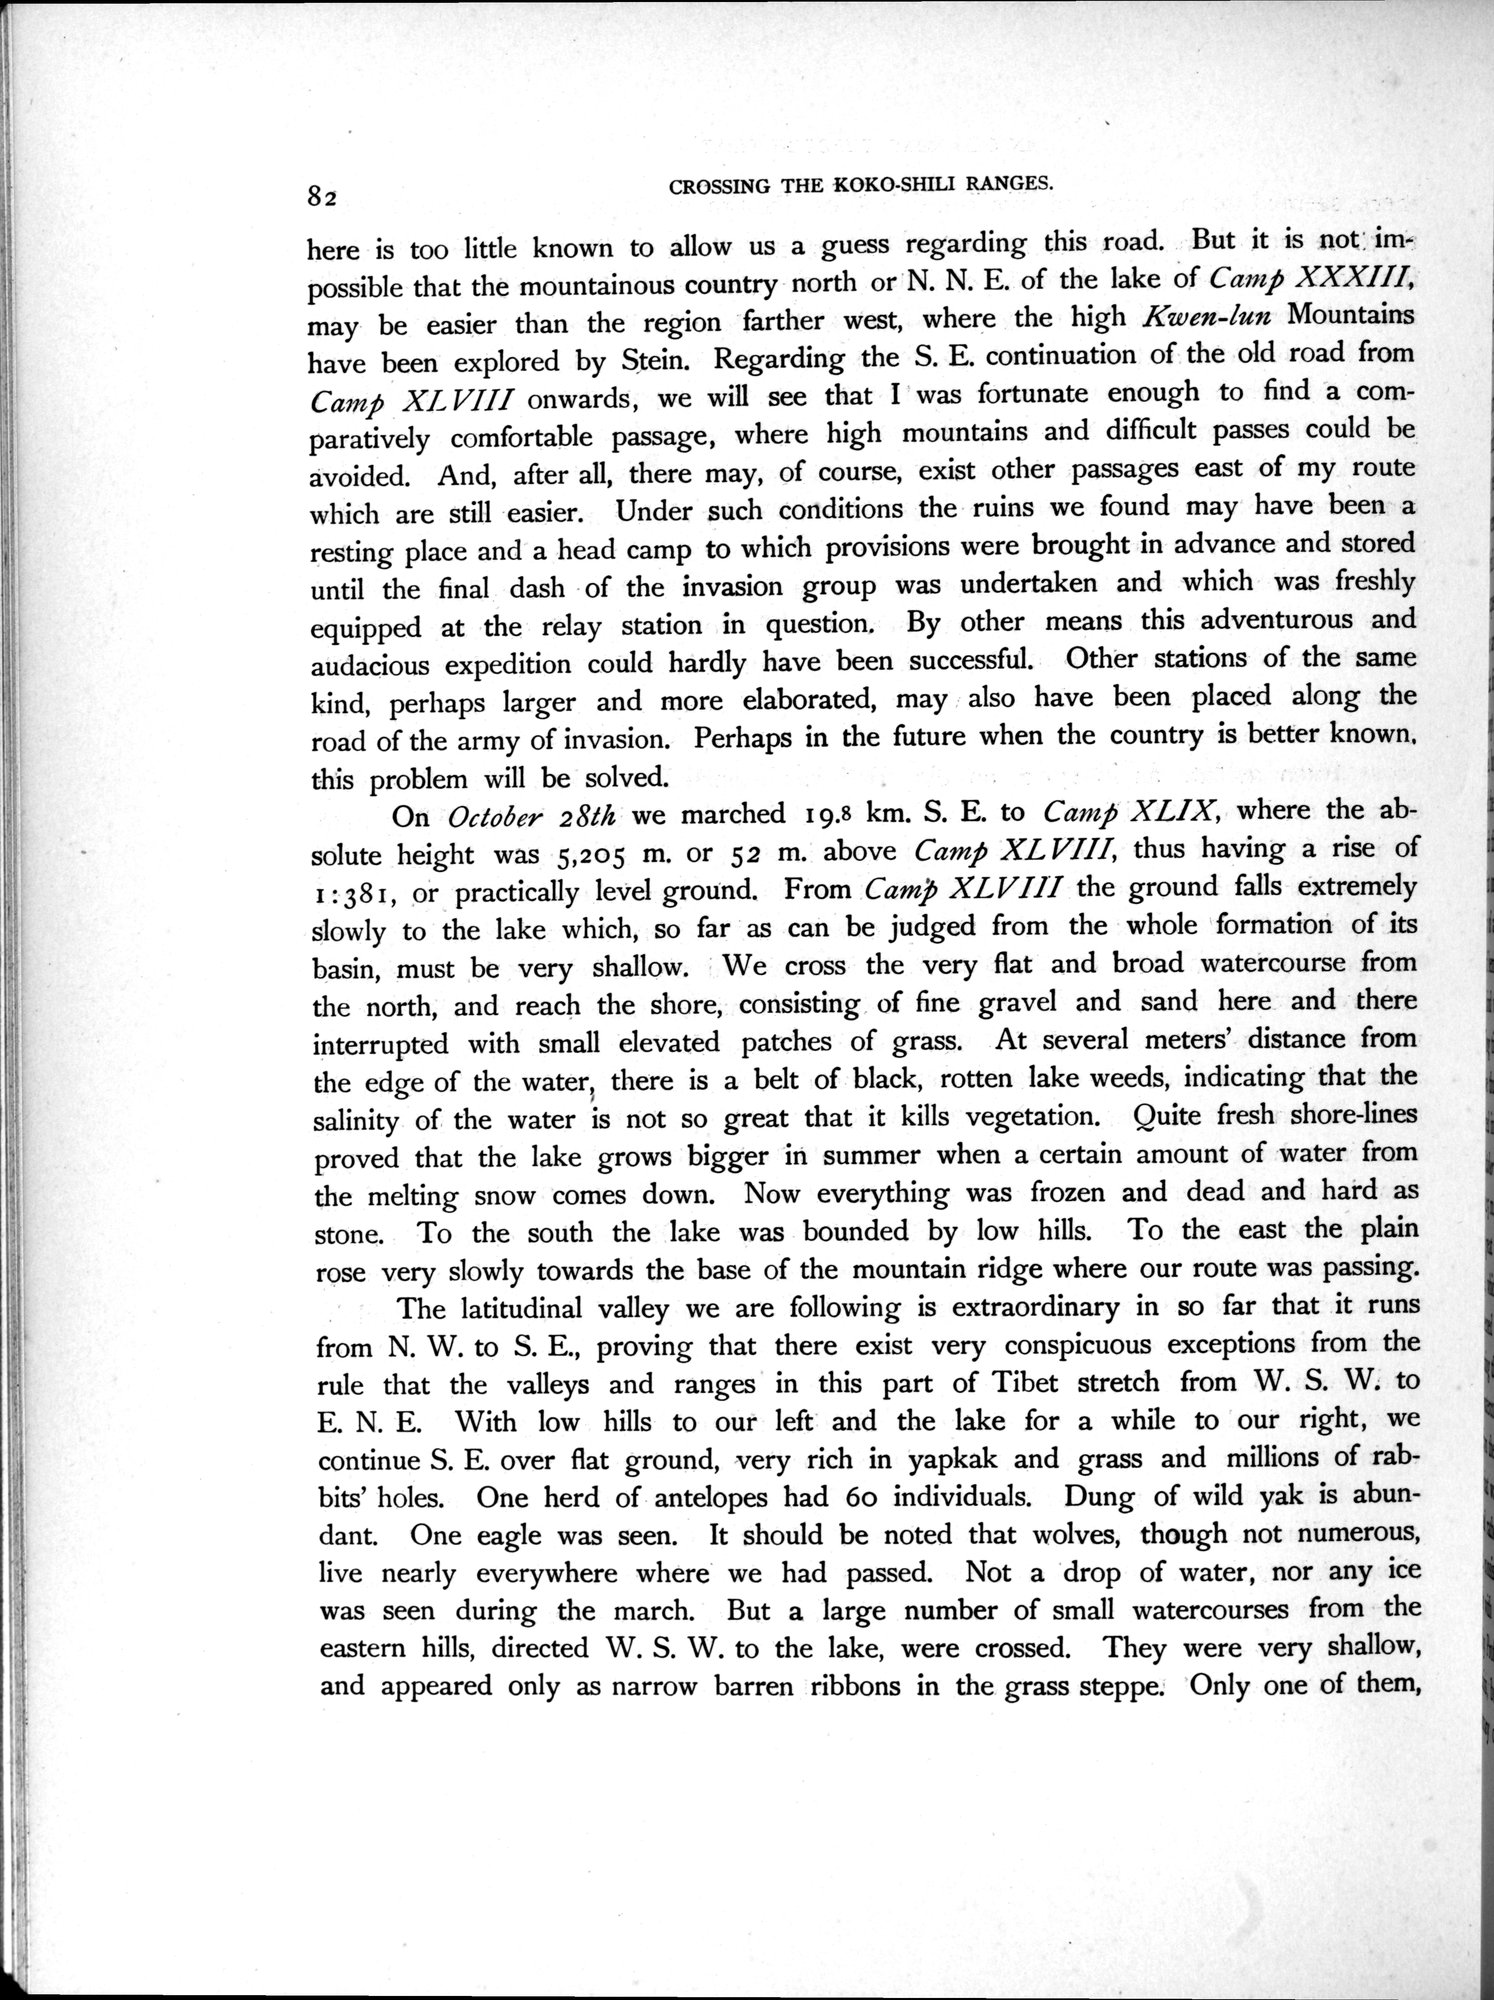 82
CROSSING THE KOKO-SHILI RANGES.
here is too little known to allow us a guess regarding this road. But it is not im-
possible that the mountainous country north or N. N. E. of the lake of Camp XXXIII,
may be easier than the region farther west, where the high Kwen-lun Mountains
have been explored by Stein. Regarding the S. E. continuation of the old road from
Camp XLVIII onwards, we will see that I was fortunate enough to find a com-
paratively comfortable passage, where high mountains and difficult passes could be
avoided. And, after all, there may, of course, exist other passages east of my route
which are still easier. Under such conditions the ruins we found may have been a
resting place and a head camp to which provisions were brought in advance and stored
until the final dash of the invasion group was undertaken and which was freshly
equipped at the relay station in question. By other means this adventurous and
audacious expedition could hardly have been successful. Other stations of the same
kind, perhaps larger and more elaborated, may also have been placed along the
road of the army of invasion. Perhaps in the future when the country is better known,
this problem will be solved.
On October 28th we marched 19.8 km. S. E. to Camp XLIX, where the ab-
solute height was 5,205 m. or 52 m. above Camp XLVIII, thus having a rise of
1:381, or practically level ground. From Camp XLVIII the ground falls extremely
slowly to the lake which, so far as can be judged from the whole formation of its
basin, must be very shallow. We cross the very flat and broad watercourse from
the north, and reach the shore, consisting of fine gravel and sand here and there
interrupted with small elevated patches of grass. At several meters' distance from
the edge of the water, there is a belt of black, rotten lake weeds, indicating that the
salinity of the water is not so great that it kills vegetation. Quite fresh shore-lines
proved that the lake grows bigger in summer when a certain amount of water from
the melting snow comes down. Now everything was frozen and dead and hard as
stone. To the south the lake was bounded by low hills. To the east the plain
rose very slowly towards the base of the mountain ridge where our route was passing.
The latitudinal valley we are following is extraordinary in so far that it runs
from N. W. to S. E., proving that there exist very conspicuous exceptions from the
rule that the valleys and ranges in this part of Tibet stretch from W. S. W. to
E. N. E. With low hills to our left and the lake for a while to our right, we
continue S. E. over flat ground, very rich in yapkak and grass and millions of rab-
bits' holes. One herd of antelopes had 60 individuals. Dung of wild yak is abun-
dant. One eagle was seen. It should be noted that wolves, though not numerous,
live nearly everywhere where we had passed. Not a drop of water, nor any ice
was seen during the march. But a large number of small watercourses from the
eastern hills, directed W. S. W. to the lake, were crossed. They were very shallow,
and appeared only as narrow barren ribbons in the grass steppe. Only one of them,